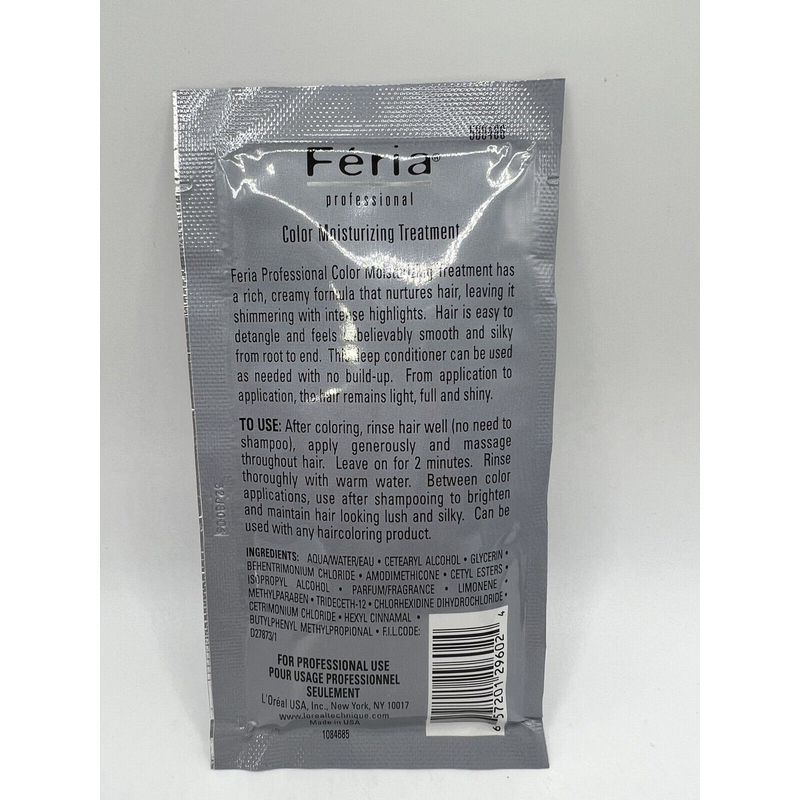 508486
Féria®
professional
Color Moisturizing Treatment
Feria Professional Color Moisturizing Treatment has
a rich, creamy formula that nurtures hair, leaving it
shimmering with intense highlights. Hair is easy to
detangle and feels unbelievably smooth and silky
from root to end. This deep conditioner can be used
as needed with no build-up. From application to
application, the hair remains light, full and shiny.
TO USE: After coloring, rinse hair well (no need to
shampoo), apply generously and massage
throughout hair. Leave on for 2 minutes. Rinse
thoroughly with warm water. Between color
applications, use after shampooing to brighten
and maintain hair looking lush and silky. Can be
used with any haircoloring product.
INGREDIENTS: AQUA/WATER/EAU • CETEARYL ALCOHOL • GLYCERIN •
BEHENTRIMONIUM CHLORIDE • AMODIMETHICONE • CETYL ESTERS •
ISOPROPYL ALCOHOL • PARFUM/FRAGRANCE • LIMONENE •
METHYLPARABEN • TRIDECETH-12 • CHLORHEXIDINE DIHYDROCHLORIDE •
CETRIMONIUM CHLORIDE • HEXYL CINNAMAL •
BUTYLPHENYL METHYLPROPIONAL • F.I.L.CODE:
D27873/1
FOR PROFESSIONAL USE
POUR USAGE PROFESSIONNEL
SEULEMENT
L'Oréal USA, Inc., New York, NY 10017
www.lorealtechnique.com
Made in USA
1084885
6 57201 29602 4